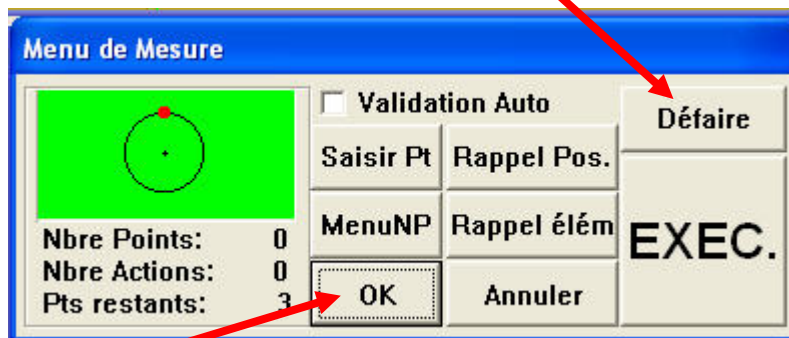 Menu de Mesure
Validation Auto
Défaire
Saisir Pt Rappel Pos.
MenuNP Rappel élém
EXEC.
Nbre Points: 0
Nbre Actions: 0
Pts restants: 3
OK Annuler